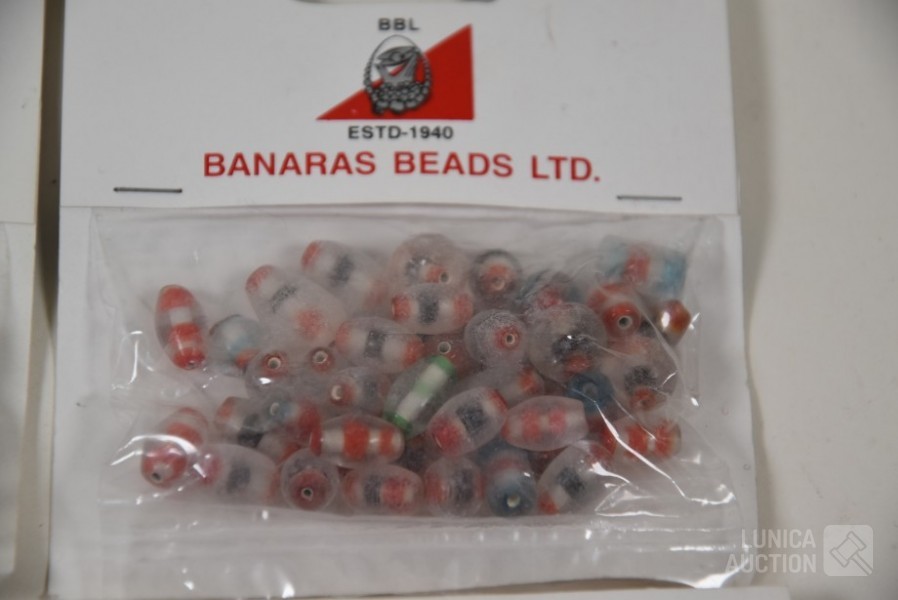 BBL
ESTD-1940
BANARAS BEADS LTD.
LUNICA
AUCTION